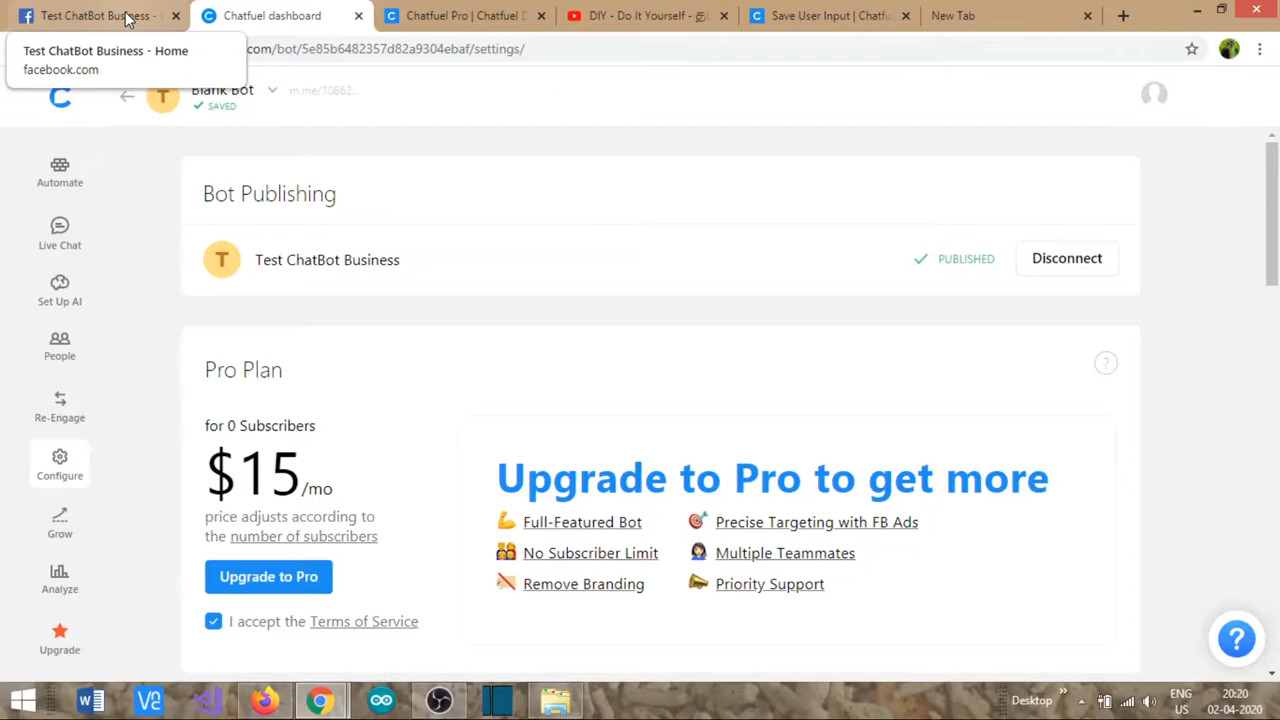 Test ChatBot Business -
Chatfuel dashboard
Chatfuel Pro | Chatfuel D
DIY - Do It Yourself -
Save User Input | Chatfu
New Tab
Test ChatBot Business - Home
facebook.com
com/bot/5e85b6482357d82a9304ebaf/settings/
Blank Bot
m.me/10862...
SAVED
T
Automate
Live Chat
Set Up AI
People
Re-Engage
Configure
Grow
Analyze
Upgrade
Bot Publishing
T
Test ChatBot Business
PUBLISHED
Disconnect
Pro Plan
?
for 0 Subscribers
$15/mo
price adjusts according to
the number of subscribers
Upgrade to Pro
I accept the Terms of Service
Upgrade to Pro to get more
Full-Featured Bot
Precise Targeting with FB Ads
No Subscriber Limit
Multiple Teammates
Remove Branding
Priority Support
?
Desktop
ENG
US
20:20
02-04-2020